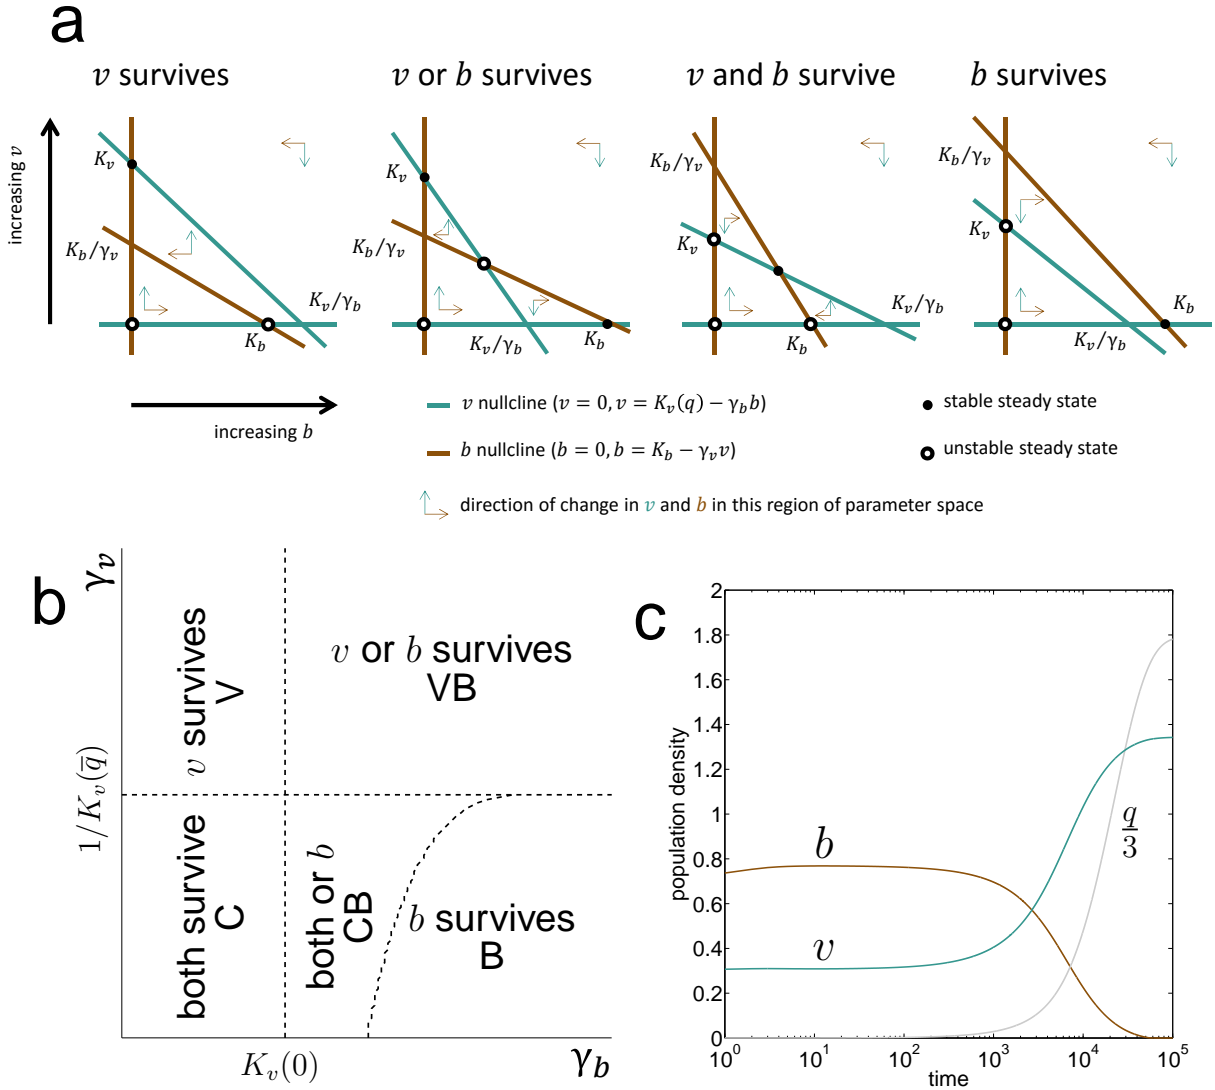 a
v survives
v or b survives
v and b survive
b survives
increasing v
K_v
K_b/γ_v
K_v/γ_b
K_b
K_v
K_b/γ_v
K_v/γ_b
K_b
K_b/γ_v
K_v
K_v/γ_b
K_b
K_b/γ_v
K_v
K_b
K_v/γ_b
increasing b
v nullcline (v = 0, v = K_v(q) − γ_b b)
stable steady state
b nullcline (b = 0, b = K_b − γ_v v)
unstable steady state
direction of change in v and b in this region of parameter space
b
γ_v
v survives
V
v or b survives
VB
1/K_v(q̅)
both survive
C
both or b
CB
b survives
B
K_v(0)
γ_b
c
population density
2
1.8
1.6
1.4
1.2
1
0.8
0.6
0.4
0.2
0
b
v
q/3
10^0
10^1
10^2
10^3
10^4
10^5
time